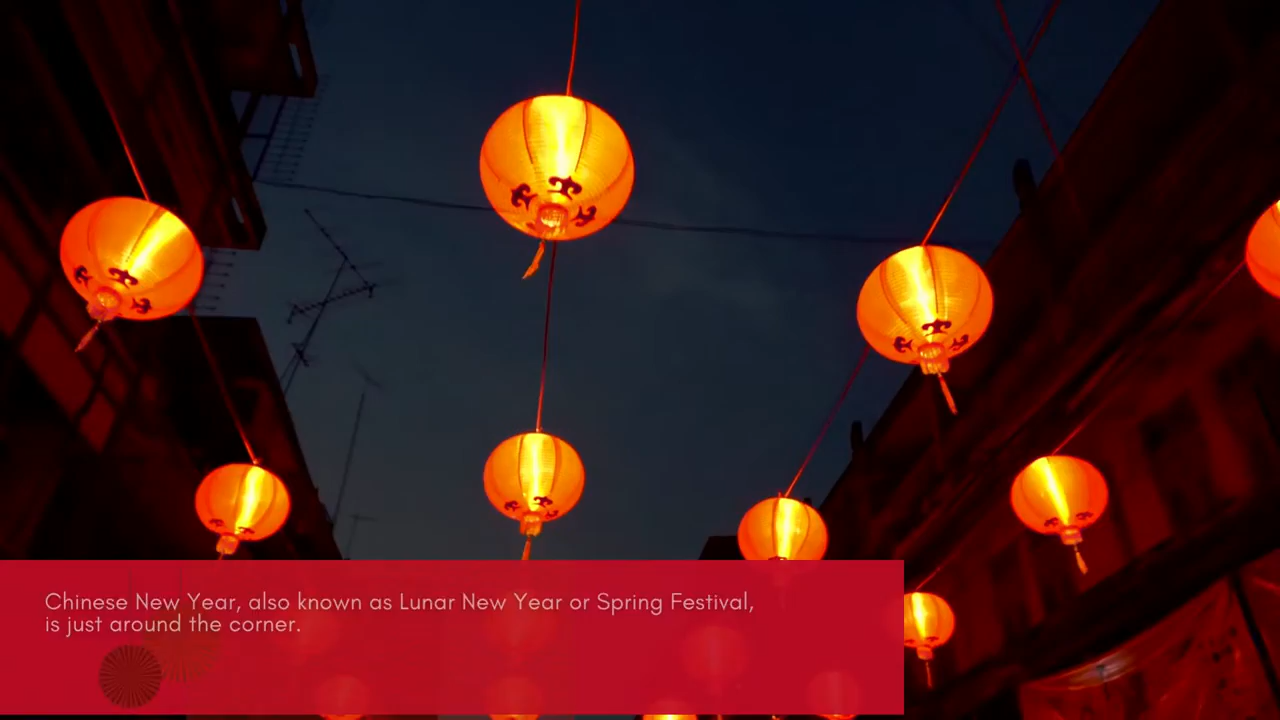 Chinese New Year, also known as Lunar New Year or Spring Festival,
is just around the corner.